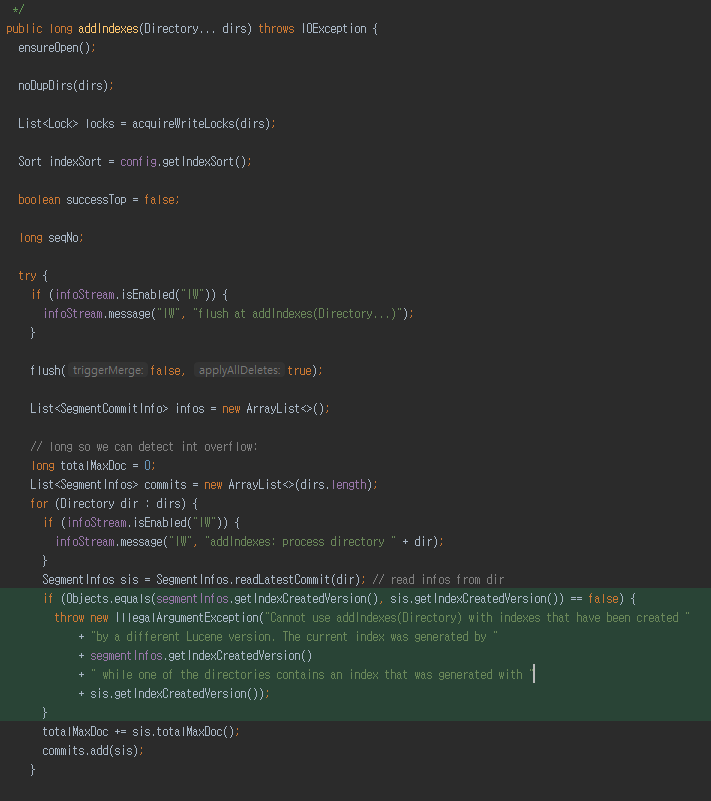 */
public long addIndexes(Directory... dirs) throws IOException {
  ensureOpen();

  noDupDirs(dirs);

  List<Lock> locks = acquireWriteLocks(dirs);

  Sort indexSort = config.getIndexSort();

  boolean successTop = false;

  long seqNo;

  try {
    if (infoStream.isEnabled("IW")) {
      infoStream.message("IW", "flush at addIndexes(Directory...)");
    }

    flush( triggerMerge: false, applyAllDeletes: true);

    List<SegmentCommitInfo> infos = new ArrayList<>();

    // long so we can detect int overflow:
    long totalMaxDoc = 0;
    List<SegmentInfos> commits = new ArrayList<>(dirs.length);
    for (Directory dir : dirs) {
      if (infoStream.isEnabled("IW")) {
        infoStream.message("IW", "addIndexes: process directory " + dir);
      }
      SegmentInfos sis = SegmentInfos.readLatestCommit(dir); // read infos from dir
      if (Objects.equals(segmentInfos.getIndexCreatedVersion(), sis.getIndexCreatedVersion()) == false) {
        throw new IllegalArgumentException("Cannot use addIndexes(Directory) with indexes that have been created "
            + "by a different Lucene version. The current index was generated by "
            + segmentInfos.getIndexCreatedVersion()
            + " while one of the directories contains an index that was generated with "
            + sis.getIndexCreatedVersion());
      }
      totalMaxDoc += sis.totalMaxDoc();
      commits.add(sis);
    }